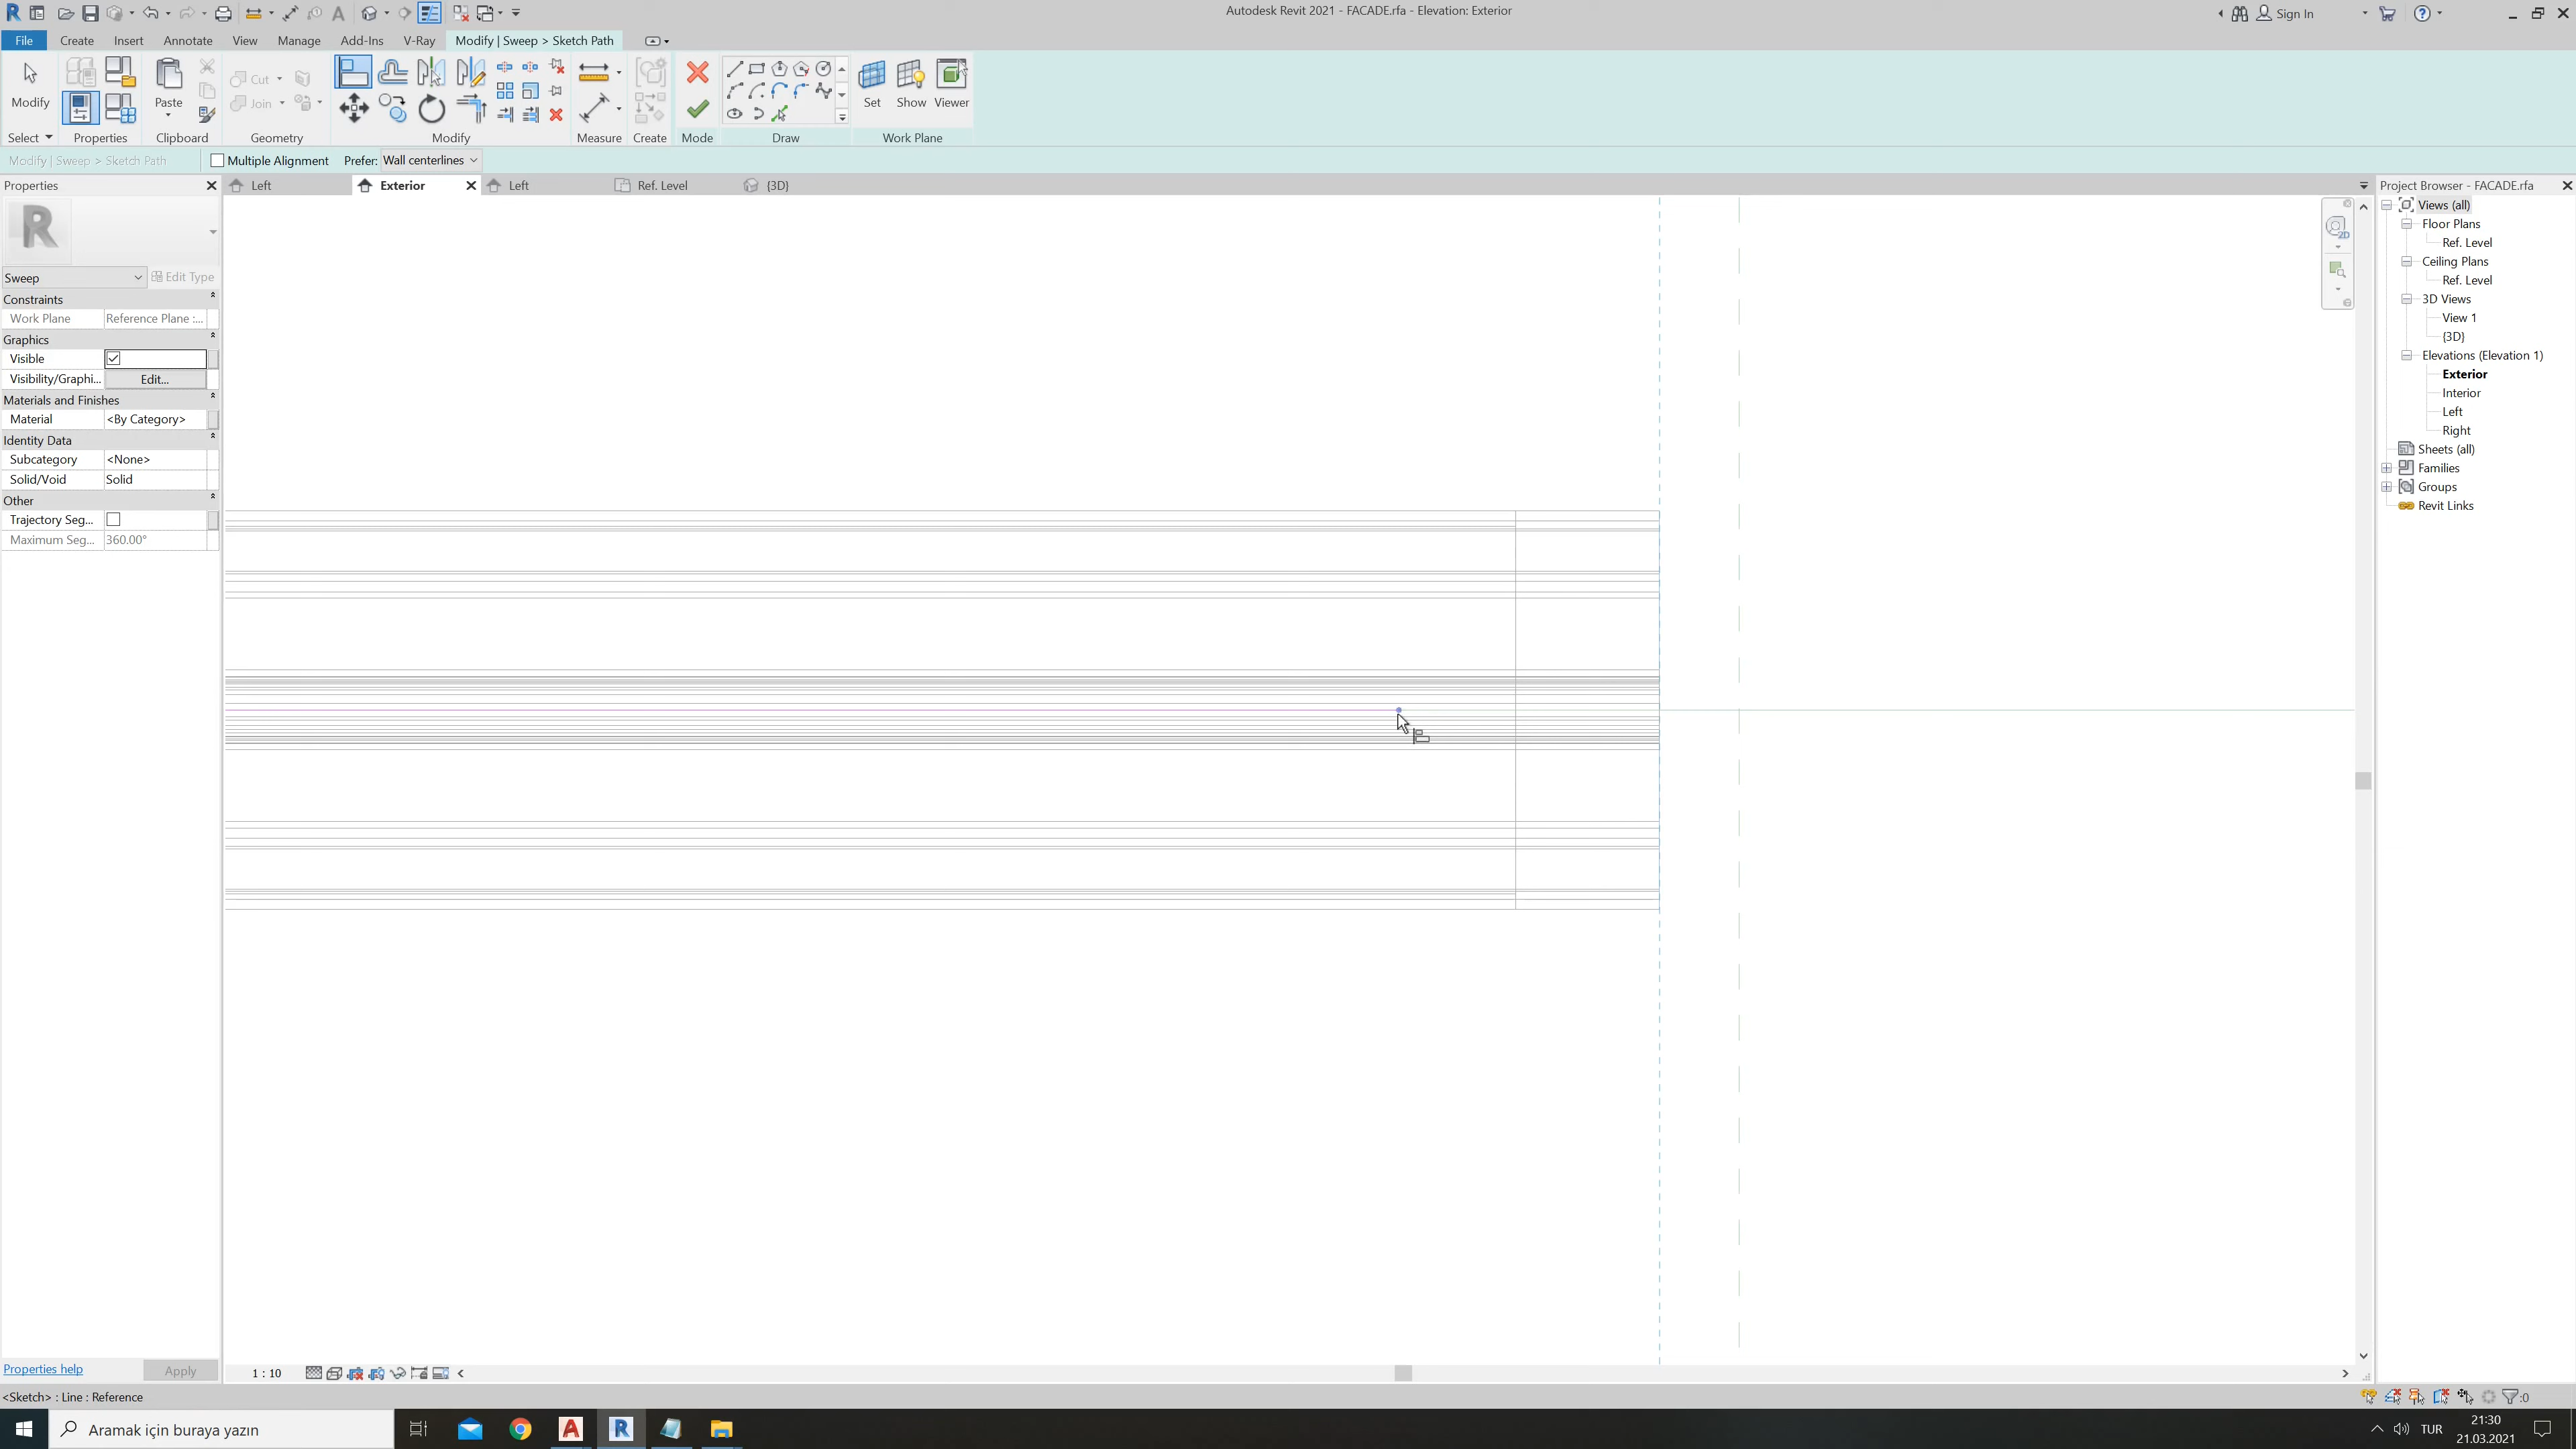 Autodesk Revit 2021 - FACADE.rfa - Elevation: Exterior
Sign In
File Create Insert Annotate View Manage Add-Ins V-Ray Modify | Sweep > Sketch Path
Modify Paste Cut Join Set Show Viewer
Select Properties Clipboard Geometry Modify Measure Create Mode Draw Work Plane
Modify | Sweep > Sketch Path Multiple Alignment Prefer: Wall centerlines
Properties
Left Exterior Left Ref. Level {3D}
Project Browser - FACADE.rfa
Sweep Edit Type
Constraints
Work Plane Reference Plane :...
Graphics
Visible
Visibility/Graphi... Edit...
Materials and Finishes
Material <By Category>
Identity Data
Subcategory <None>
Solid/Void Solid
Other
Trajectory Seg...
Maximum Seg... 360.00°
Views (all)
Floor Plans
Ref. Level
Ceiling Plans
Ref. Level
3D Views
View 1
{3D}
Elevations (Elevation 1)
Exterior
Interior
Left
Right
Sheets (all)
Families
Groups
Revit Links
2D
Properties help Apply
1 : 10
<Sketch> : Line : Reference
:0
Aramak için buraya yazın
TUR
21:30
21.03.2021